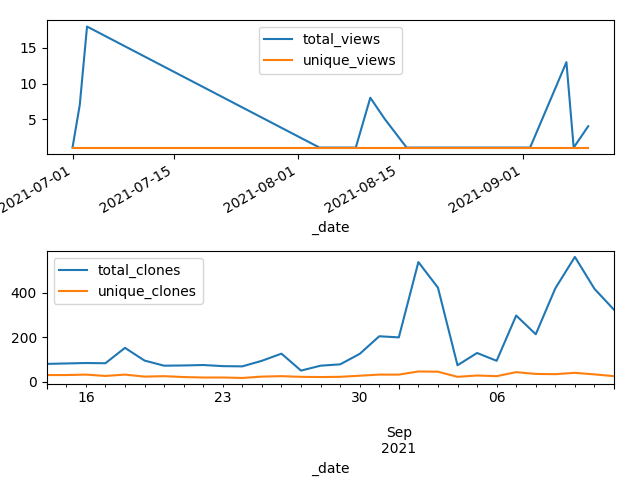 15
10
5
total_views
unique_views
2021-07-01
2021-07-15
2021-08-01
2021-08-15
2021-09-01
_date
400
200
0
total_clones
unique_clones
16
23
30
06
Sep
2021
_date